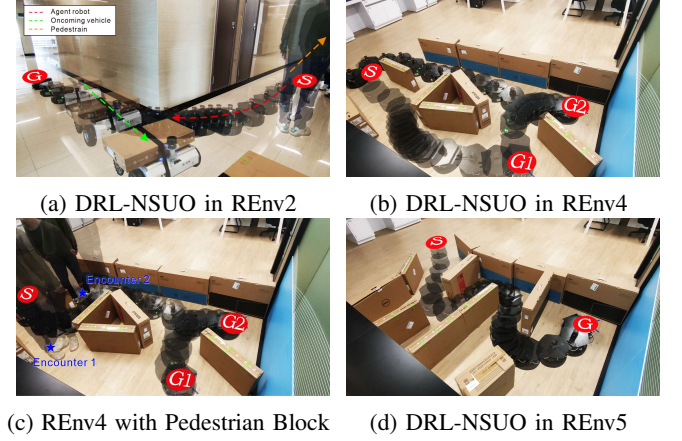 Agent robot
Oncoming vehicle
Pedestrain
G
S
(a) DRL-NSUO in REnv2
S
G2
G1
(b) DRL-NSUO in REnv4
Encounter 2
S
Encounter 1
G2
G1
(c) REnv4 with Pedestrian Block
S
G
(d) DRL-NSUO in REnv5